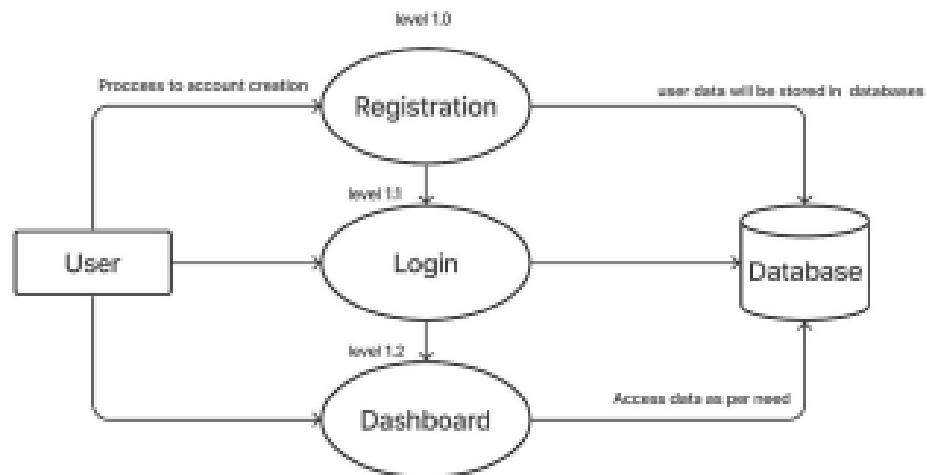 level 1.0
Proccess to account creation
Registration
user data will be stored in databases
level 1.1
User
Login
Database
level 1.2
Dashboard
Access data as per need